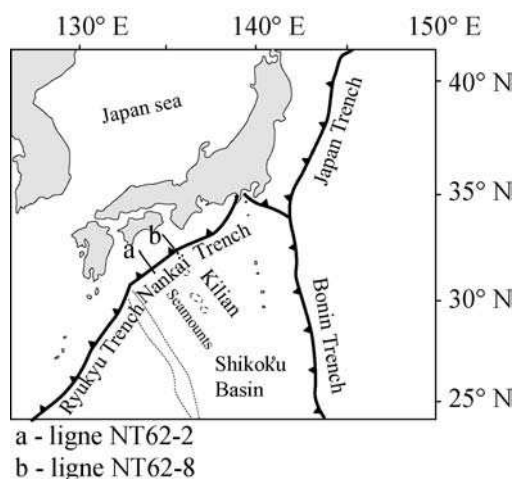 130° E
140° E
150° E
40° N
35° N
30° N
25° N
Japan sea
Japan Trench
b
a
Nankai Trench
Kilian
Seamounts
Ryukyu Trench
Bonin Trench
Shikoku
Basin
a - ligne NT62-2
b - ligne NT62-8